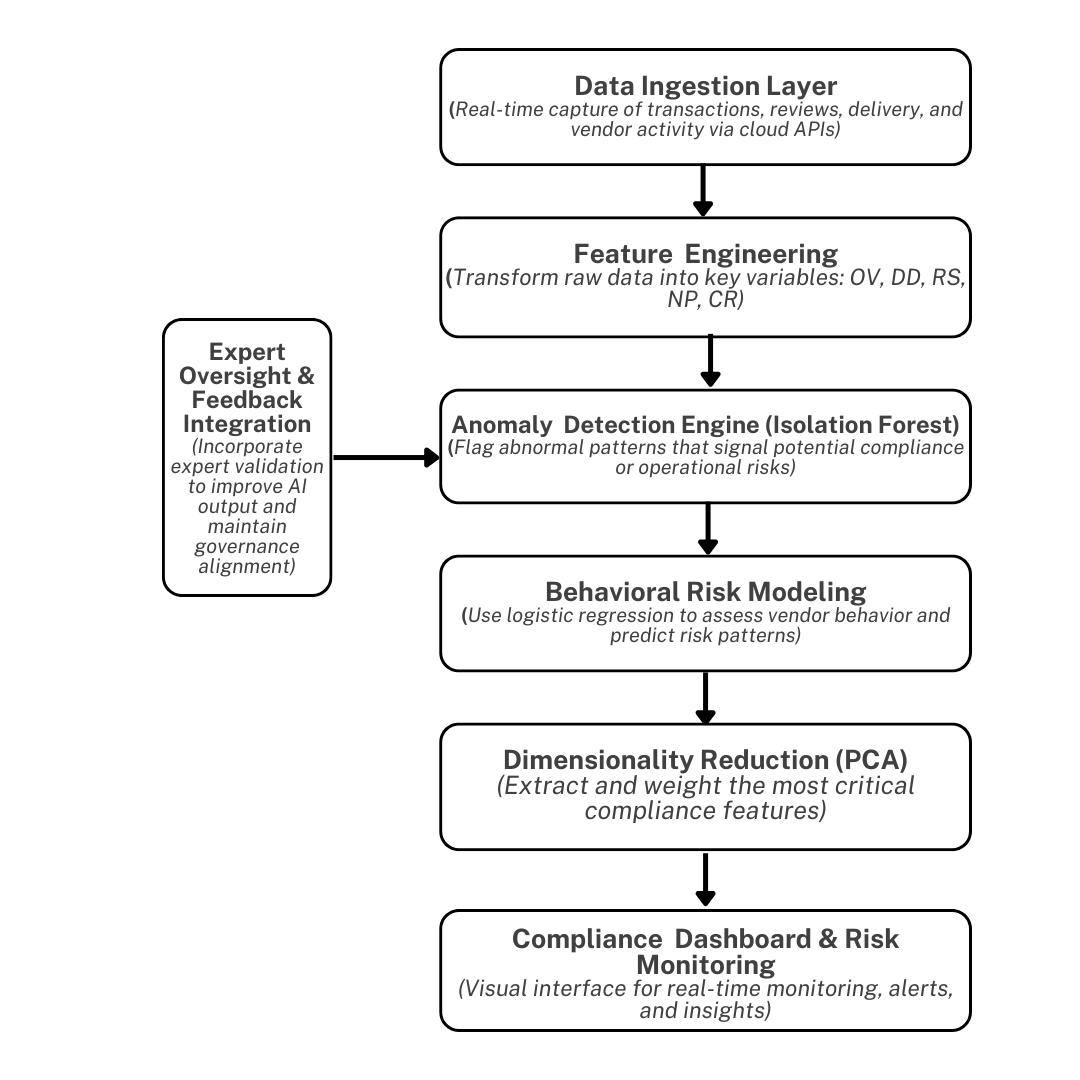 Data Ingestion Layer
(Real-time capture of transactions, reviews, delivery, and
vendor activity via cloud APIs)
Feature Engineering
(Transform raw data into key variables: OV, DD, RS,
NP, CR)
Expert
Oversight &
Feedback
Integration
(Incorporate
expert validation
to improve AI
output and
maintain
governance
alignment)
Anomaly Detection Engine (Isolation Forest)
(Flag abnormal patterns that signal potential compliance
or operational risks)
Behavioral Risk Modeling
(Use logistic regression to assess vendor behavior and
predict risk patterns)
Dimensionality Reduction (PCA)
(Extract and weight the most critical
compliance features)
Compliance Dashboard & Risk
Monitoring
(Visual interface for real-time monitoring, alerts,
and insights)